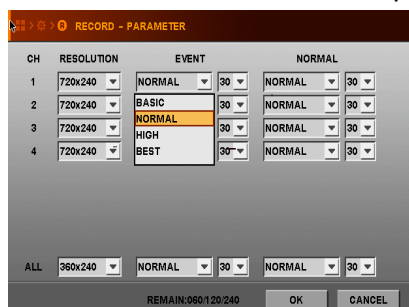 RECORD - PARAMETER
CH RESOLUTION EVENT NORMAL
1 720x240 NORMAL 30 NORMAL 30
2 720x240 BASIC 30 NORMAL 30
NORMAL
3 720x240 HIGH 30 NORMAL 30
4 720x240 BEST 30 NORMAL 30
ALL 360x240 NORMAL 30 NORMAL 30
REMAIN:060/120/240 OK CANCEL